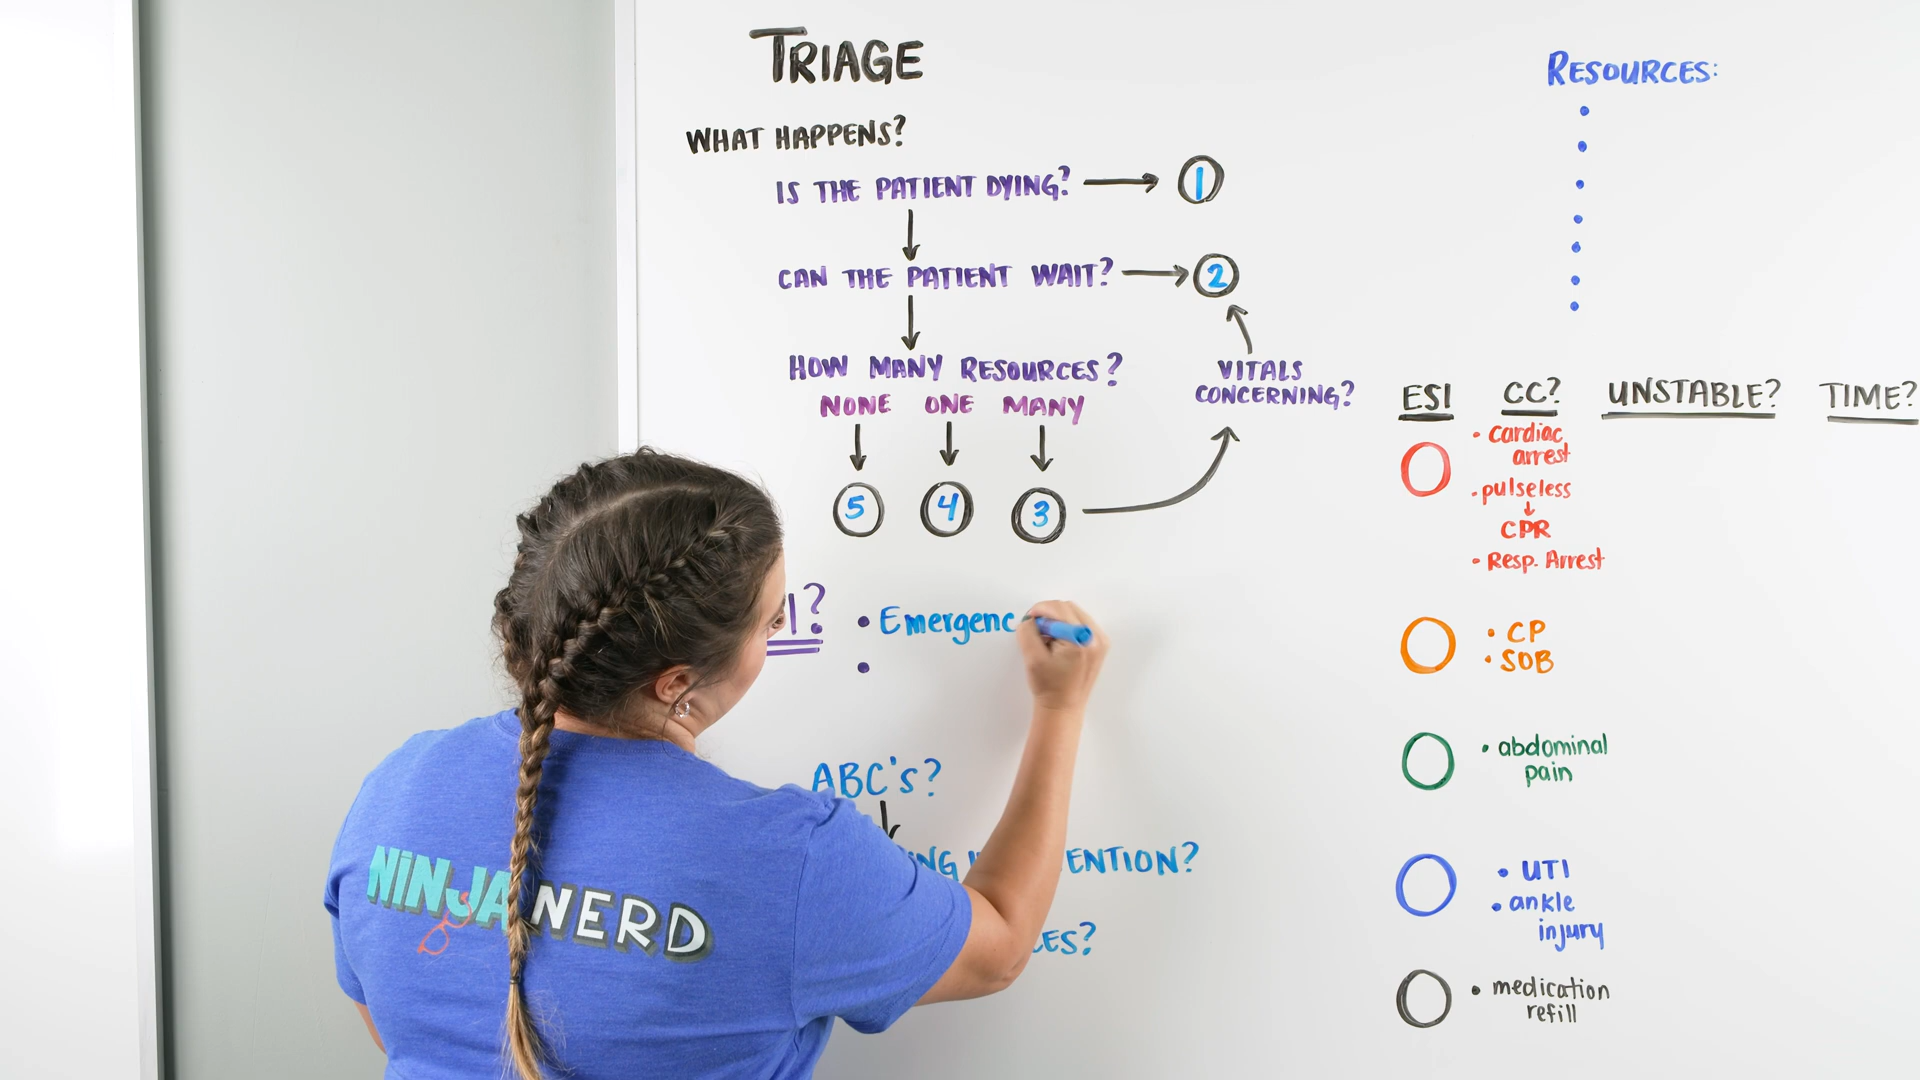 TRIAGE
WHAT HAPPENS?
IS THE PATIENT DYING? → 1
CAN THE PATIENT WAIT? → 2
HOW MANY RESOURCES?
NONE ONE MANY
VITALS
CONCERNING?
5 4 3
• Emergenc
•
ABC's?
ENTION?
NINJA NERD
RESOURCES:
ESI CC? UNSTABLE? TIME?
• Cardiac
arrest
• pulseless
↓
CPR
• Resp. Arrest
• CP
• SOB
• abdominal
pain
• UTI
• ankle
injury
• medication
refill